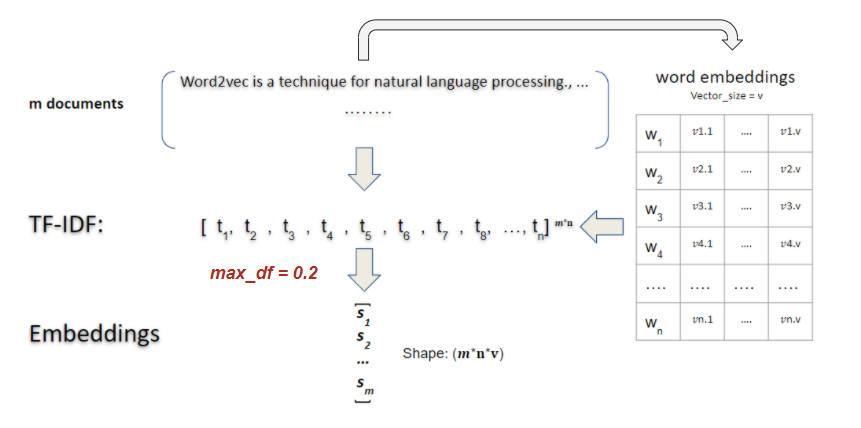 m documents
Word2vec is a technique for natural language processing., ...
........
word embeddings
Vector_size = v
w1 v1.1 .... v1.v
w2 v2.1 .... v2.v
w3 v3.1 .... v3.v
w4 v4.1 .... v4.v
.... .... .... ....
wn vn.1 .... vn.v
TF-IDF:
[ t1, t2 , t3 , t4 , t5 , t6 , t7 , t8, ..., tn] m*n
max_df = 0.2
Embeddings
s1
s2
...
sm
Shape: (m*n*v)